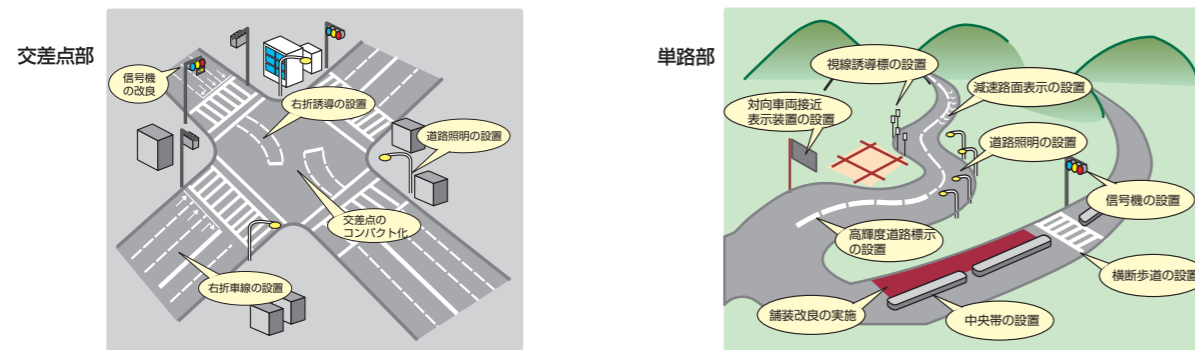 交差点部
信号機
の改良
右折誘導の設置
道路照明の設置
交差点の
コンパクト化
右折車線の設置
単路部
視線誘導標の設置
減速路面表示の設置
対向車両接近
表示装置の設置
道路照明の設置
信号機の設置
高輝度道路標示
の設置
横断歩道の設置
舗装改良の実施
中央帯の設置